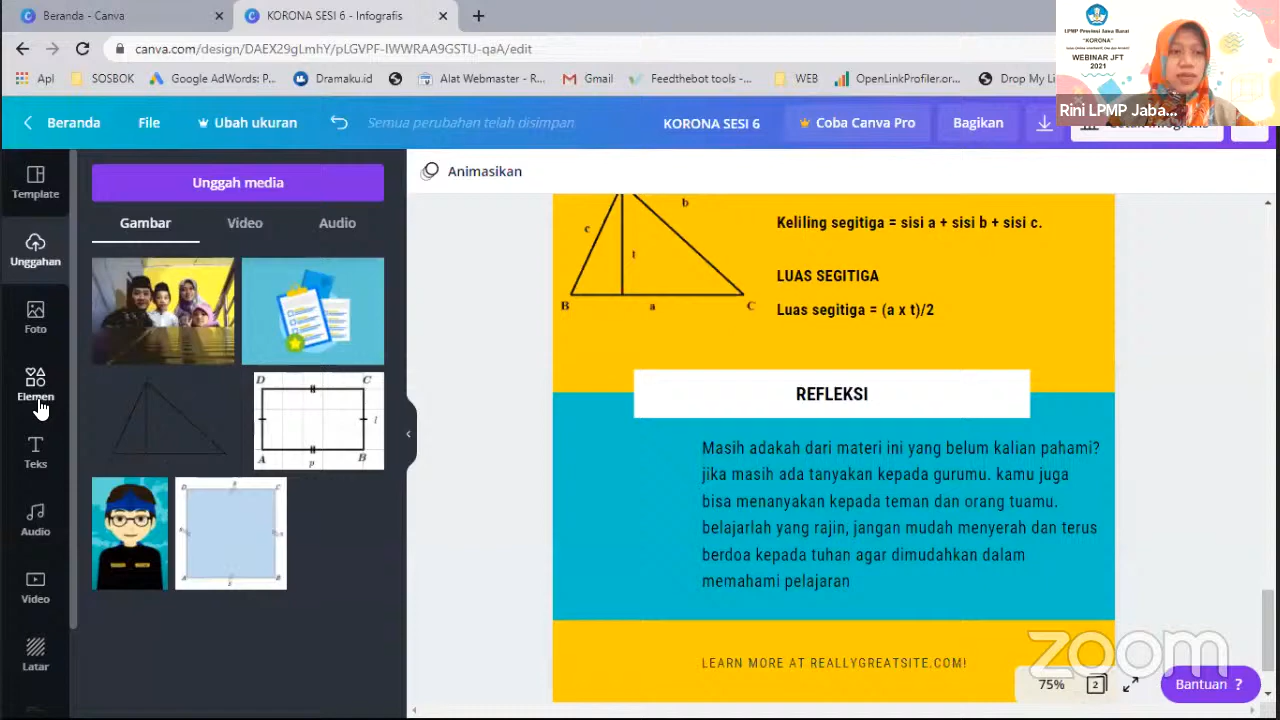 Beranda - Canva
KORONA SESI 6 - Infografis
canva.com/design/DAEX29gLmhY/pLGVPF-IWWRAA9GSTU-qaA/edit
Apl
SOSBOK
Google AdWords P...
Dramaku.id
Alat Webmaster - R...
Gmail
Feedthebot tools -...
WEB
OpenLinkProfiler.or...
Drop My Li
LPMP Provinsi Jawa Barat
"KORONA"
WEBINAR JFT
2021
Rini LPMP Jaba...
Beranda
File
Ubah ukuran
Semua perubahan telah disimpan
KORONA SESI 6
Coba Canva Pro
Bagikan
Template
Unggahan
Foto
Elemen
Teks
Audio
Video
Latar
Unggah media
Gambar
Video
Audio
D
C
l
A
p
B
Animasikan
b
c
t
B
a
C
Keliling segitiga = sisi a + sisi b + sisi c.
LUAS SEGITIGA
Luas segitiga = (a x t)/2
REFLEKSI
Masih adakah dari materi ini yang belum kalian pahami?
jika masih ada tanyakan kepada gurumu. kamu juga
bisa menanyakan kepada teman dan orang tuamu.
belajarlah yang rajin, jangan mudah menyerah dan terus
berdoa kepada tuhan agar dimudahkan dalam
memahami pelajaran
LEARN MORE AT REALLYGREATSITE.COM!
zoom
75%
2
Bantuan ?